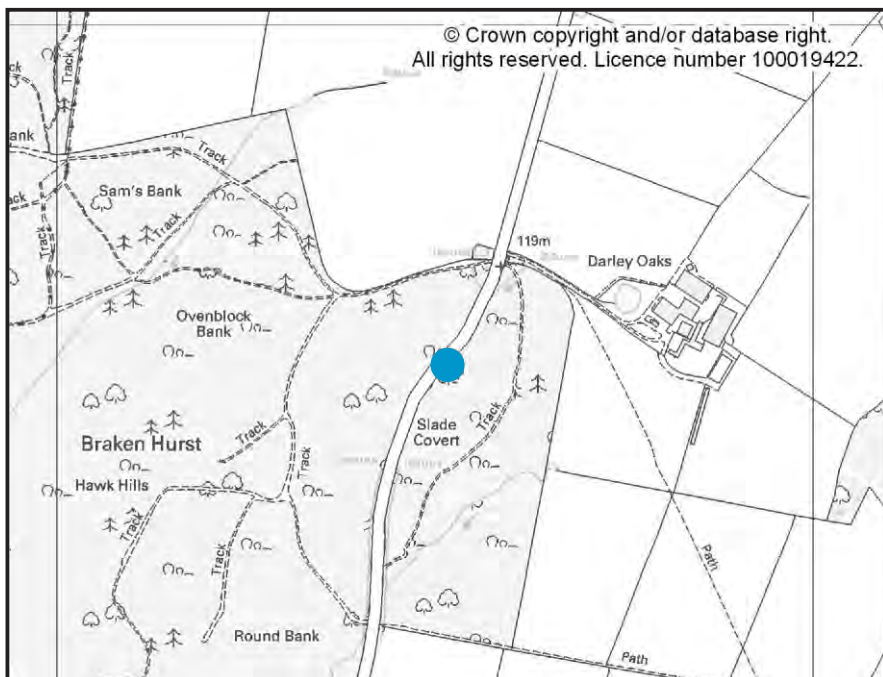 © Crown copyright and/or database right.
All rights reserved. Licence number 100019422.
Track
Track
Sam's Bank
Track
Track
119m
Darley Oaks
Ovenblock
Bank
Slade
Covert
Track
Track
Braken Hurst
Hawk Hills
Track
Track
Track
Round Bank
Path
Path